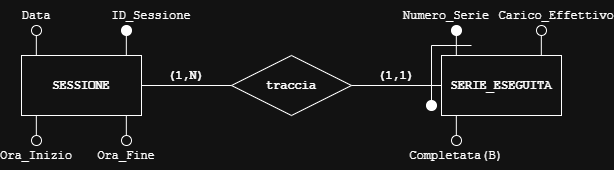 Data ID_Sessione Numero_Serie Carico_Effettivo
SESSIONE (1,N) traccia (1,1) SERIE_ESEGUITA
Ora_Inizio Ora_Fine Completata(B)